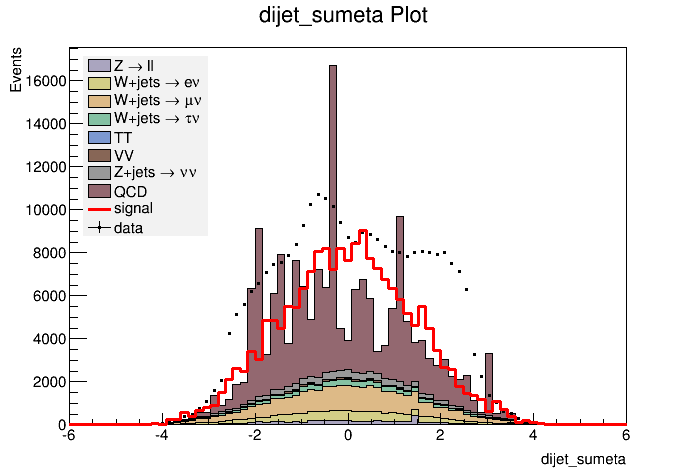 dijet_sumeta Plot
Events
16000
14000
12000
10000
8000
6000
4000
2000
0
Z → ll
W+jets → eν
W+jets → μν
W+jets → τν
TT
VV
Z+jets → νν
QCD
signal
data
-6 -4 -2 0 2 4 6
dijet_sumeta